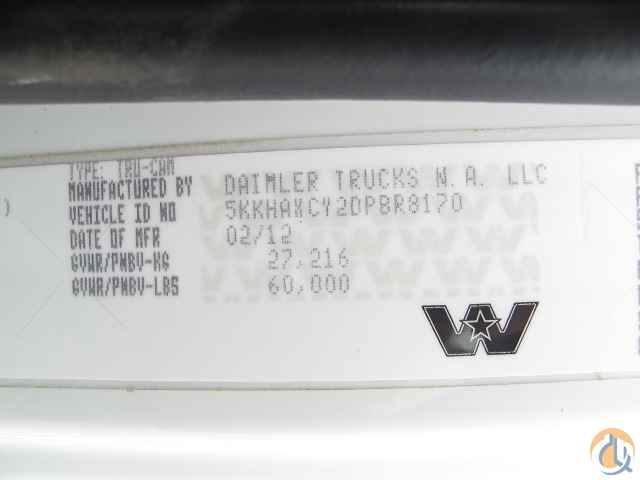 TYPE: TRU-CAM
MANUFACTURED BY DAIMLER TRUCKS N.A. LLC
VEHICLE ID NO 5KKHAXCY2DPBR8170
DATE OF MFR 02/12
GVWR/PNBV-KG 27,216
GVWR/PNBV-LBS 60,000
)